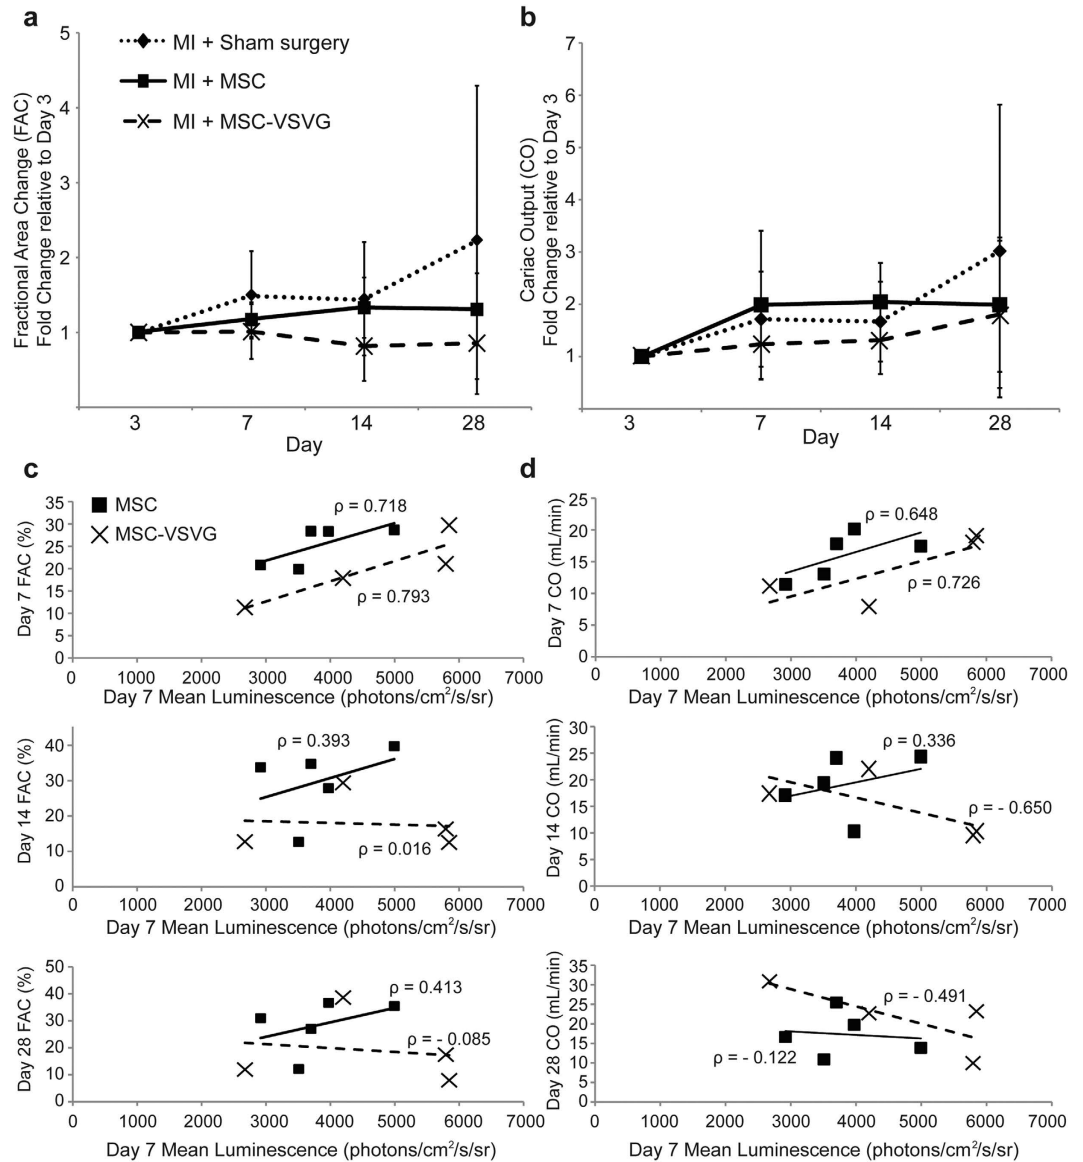 a
5
4
3
2
1
Fractional Area Change (FAC)
Fold Change relative to Day 3
MI + Sham surgery
MI + MSC
MI + MSC-VSVG
3
7
14
28
Day
b
7
6
5
4
3
2
1
Cariac Output (CO)
Fold Change relative to Day 3
3
7
14
28
Day
c
MSC
MSC-VSVG
35
30
25
20
15
10
5
0
Day 7 FAC (%)
ρ = 0.718
ρ = 0.793
0
1000
2000
3000
4000
5000
6000
7000
Day 7 Mean Luminescence (photons/cm²/s/sr)
d
25
20
15
10
5
0
Day 7 CO (mL/min)
ρ = 0.648
ρ = 0.726
0
1000
2000
3000
4000
5000
6000
7000
Day 7 Mean Luminescence (photons/cm²/s/sr)
40
30
20
10
0
Day 14 FAC (%)
ρ = 0.393
ρ = 0.016
0
1000
2000
3000
4000
5000
6000
7000
Day 7 Mean Luminescence (photons/cm²/s/sr)
30
25
20
15
10
5
0
Day 14 CO (mL/min)
ρ = 0.336
ρ = - 0.650
0
1000
2000
3000
4000
5000
6000
7000
Day 7 Mean Luminescence (photons/cm²/s/sr)
50
40
30
20
10
0
Day 28 FAC (%)
ρ = 0.413
ρ = - 0.085
0
1000
2000
3000
4000
5000
6000
7000
Day 7 Mean Luminescence (photons/cm²/s/sr)
35
30
25
20
15
10
5
0
Day 28 CO (mL/min)
ρ = - 0.491
ρ = - 0.122
0
1000
2000
3000
4000
5000
6000
7000
Day 7 Mean Luminescence (photons/cm²/s/sr)